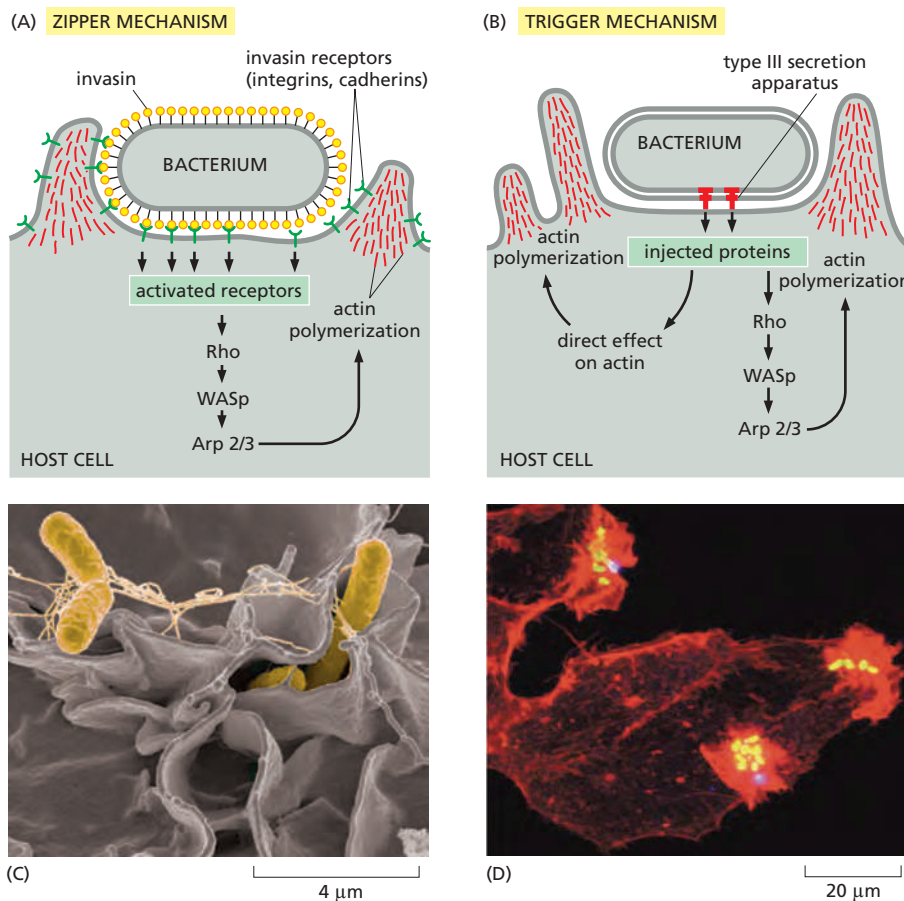 (A) ZIPPER MECHANISM
invasin
invasin receptors
(integrins, cadherins)
BACTERIUM
activated receptors
actin
polymerization
Rho
WASp
Arp 2/3
HOST CELL
(B) TRIGGER MECHANISM
type III secretion
apparatus
BACTERIUM
actin
polymerization
injected proteins
actin
polymerization
direct effect
on actin
Rho
WASp
Arp 2/3
HOST CELL
(C)
4 μm
(D)
20 μm